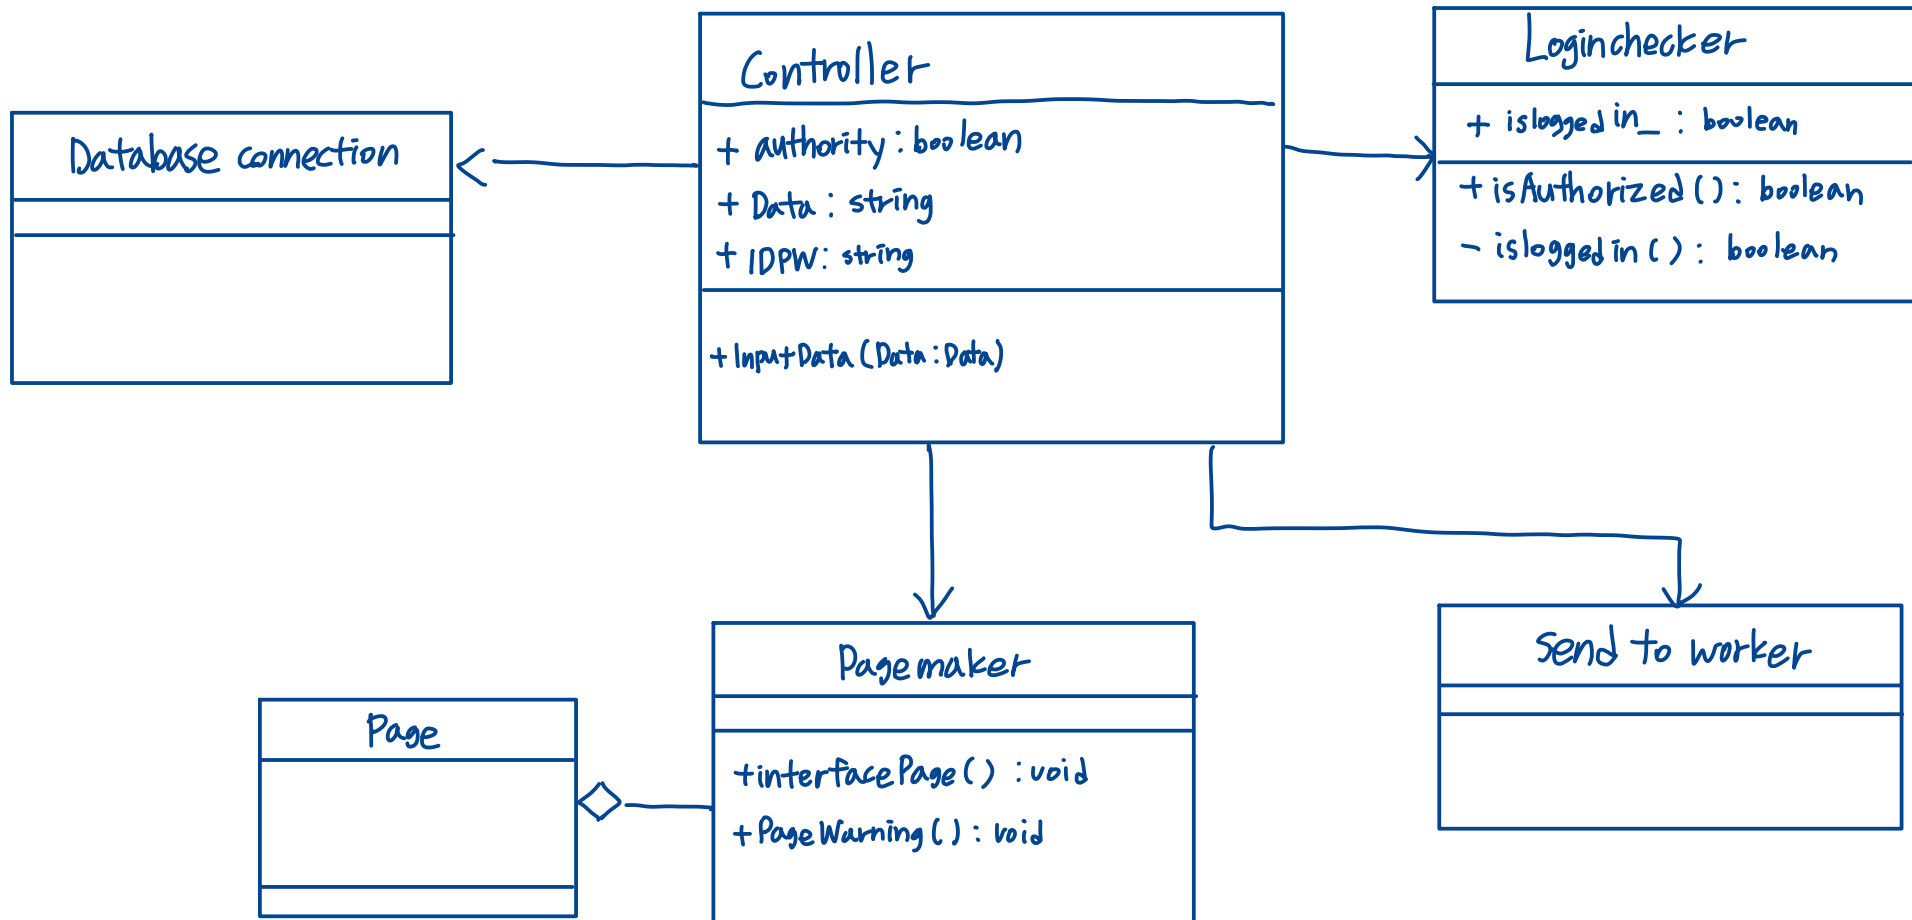 Database connection
Controller
+ authority : boolean
+ Data : string
+ IDPW : string
+ InputData (Data : Data)
Loginchecker
+ isloggedin_ : boolean
+ isAuthorized () : boolean
- isloggedin () : boolean
Page
Pagemaker
+ interfacePage () : void
+ PageWarning () : void
Send to worker